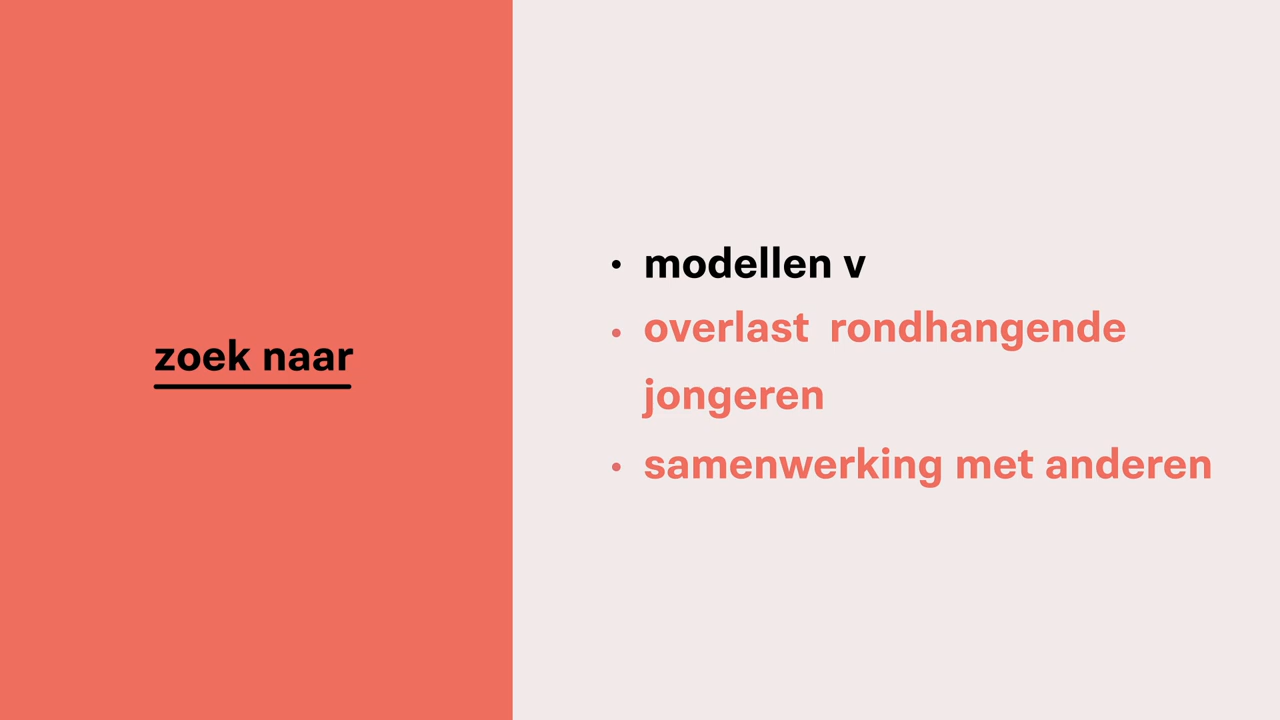 zoek naar
• modellen v
• overlast  rondhangende
jongeren
• samenwerking met anderen